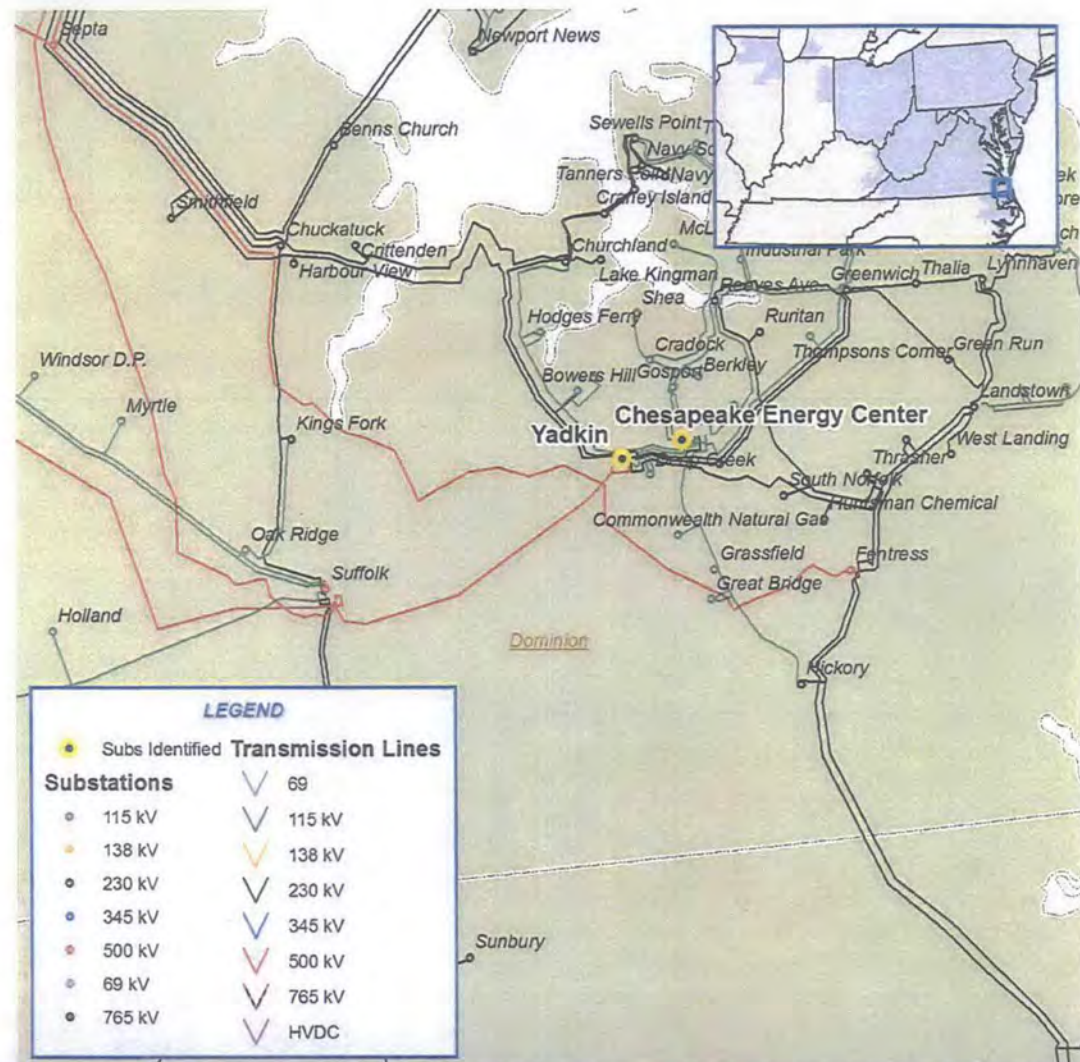 Septa
Newport News
Benns Church
Sewells Point
Tanners Point
Navy
Craney Island
Smithfield
Chuckatuck
Crittenden
Harbour View
Churchland
Industrial Park
Lake Kingman
Reeves Ave
Greenwich
Thalia
Lynnhaven
Shea
Hodges Ferry
Ruritan
Windsor D.P.
Cradock
Thompsons Corner
Green Run
Bowers Hill
Gosport
Berkley
Landstown
Myrtle
Chesapeake Energy Center
Kings Fork
Yadkin
West Landing
Thrasher
South Norfolk
Huntsman Chemical
Commonwealth Natural Gas
Oak Ridge
Grassfield
Fentress
Suffolk
Great Bridge
Holland
Dominion
Hickory
Sunbury
LEGEND
Subs Identified
Substations
115 kV
138 kV
230 kV
345 kV
500 kV
69 kV
765 kV
Transmission Lines
69
115 kV
138 kV
230 kV
345 kV
500 kV
765 kV
HVDC